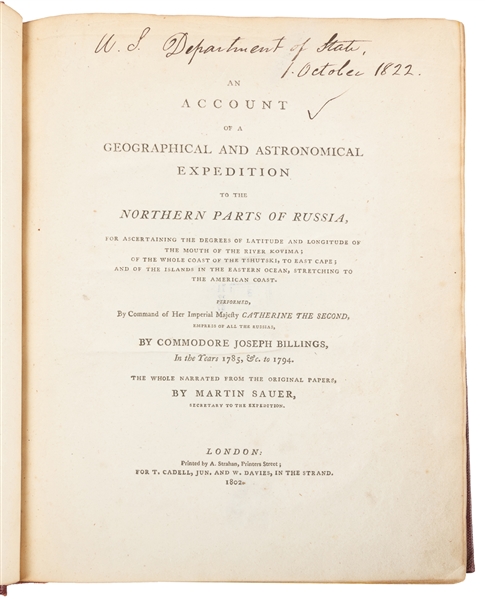 U. S. Department of State,
1. October 1822.
AN
ACCOUNT
OF A
GEOGRAPHICAL AND ASTRONOMICAL
EXPEDITION
TO THE
NORTHERN PARTS OF RUSSIA,
FOR ASCERTAINING THE DEGREES OF LATITUDE AND LONGITUDE OF
THE MOUTH OF THE RIVER KOVIMA;
OF THE WHOLE COAST OF THE TSHUTSKI, TO EAST CAPE;
AND OF THE ISLANDS IN THE EASTERN OCEAN, STRETCHING TO
THE AMERICAN COAST.
PERFORMED,
By Command of Her Imperial Majesty CATHERINE THE SECOND,
EMPRESS OF ALL THE RUSSIAS,
BY COMMODORE JOSEPH BILLINGS,
In the Years 1785, &c. to 1794.
THE WHOLE NARRATED FROM THE ORIGINAL PAPERS,
BY MARTIN SAUER,
SECRETARY TO THE EXPEDITION.
LONDON:
Printed by A. Strahan, Printers Street;
FOR T. CADELL, JUN. AND W. DAVIES, IN THE STRAND.
1802.